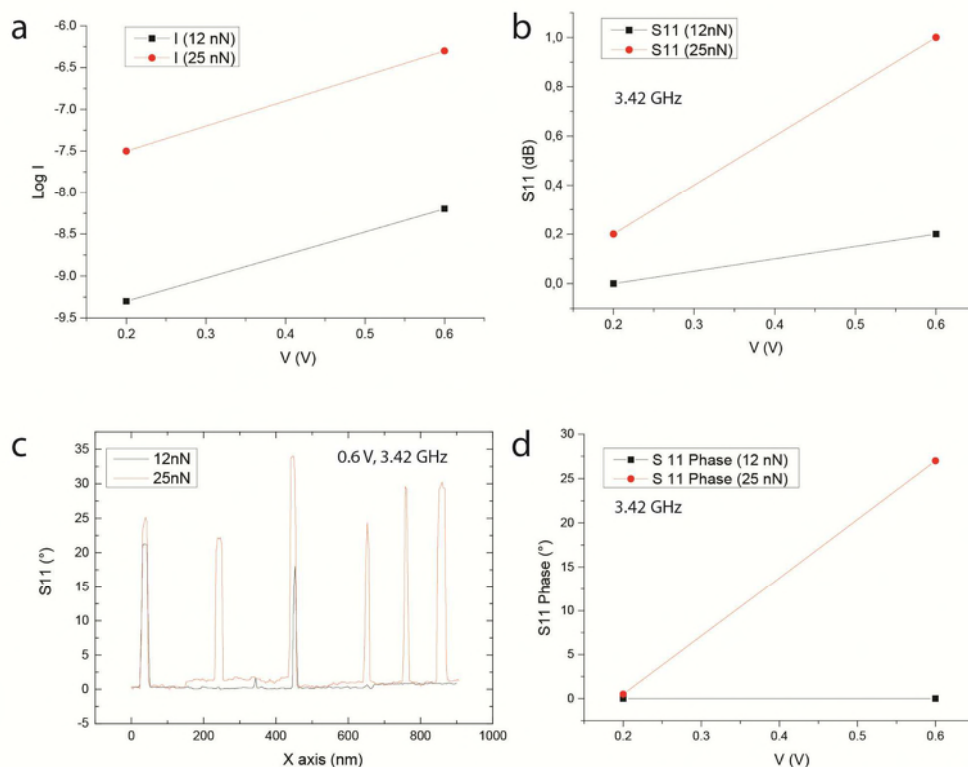 a
I (12 nN)
I (25 nN)
-6.0
-6.5
-7.0
-7.5
-8.0
-8.5
-9.0
-9.5
Log I
0.2 0.3 0.4 0.5 0.6
V (V)
b
S11 (12nN)
S11 (25nN)
3.42 GHz
1,0
0,8
0,6
0,4
0,2
0,0
S11 (dB)
0.2 0.3 0.4 0.5 0.6
V (V)
c
12nN
25nN
0.6 V, 3.42 GHz
35
30
25
20
15
10
5
0
-5
S11 (°)
0 200 400 600 800 1000
X axis (nm)
d
S 11 Phase (12 nN)
S 11 Phase (25 nN)
3.42 GHz
30
25
20
15
10
5
0
S11 Phase (°)
0.2 0.3 0.4 0.5 0.6
V (V)